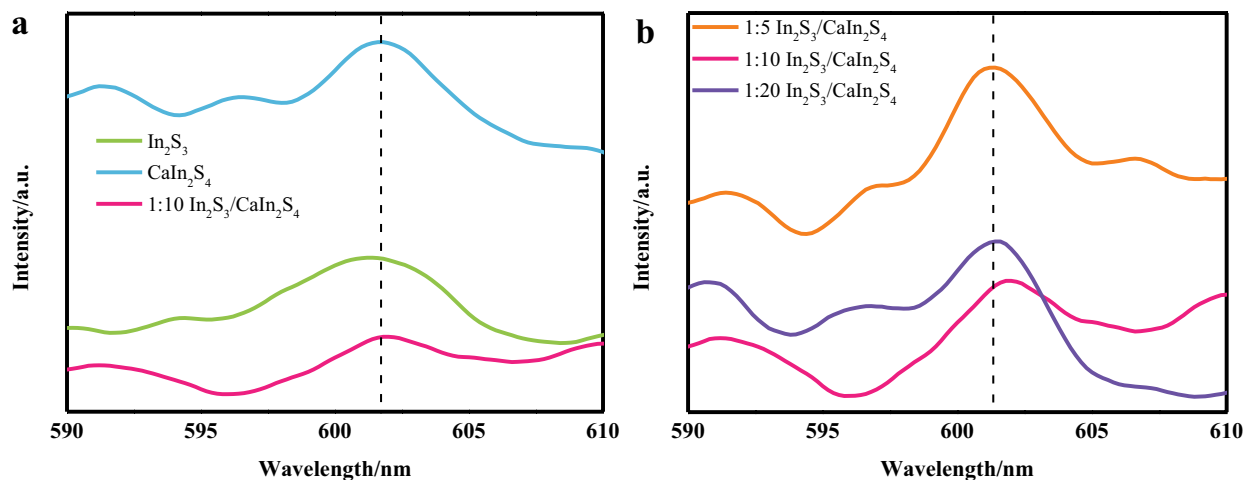 a
Intensity/a.u.
In₂S₃
CaIn₂S₄
1:10 In₂S₃/CaIn₂S₄
590 595 600 605 610
Wavelength/nm
b
Intensity/a.u.
1:5 In₂S₃/CaIn₂S₄
1:10 In₂S₃/CaIn₂S₄
1:20 In₂S₃/CaIn₂S₄
590 595 600 605 610
Wavelength/nm